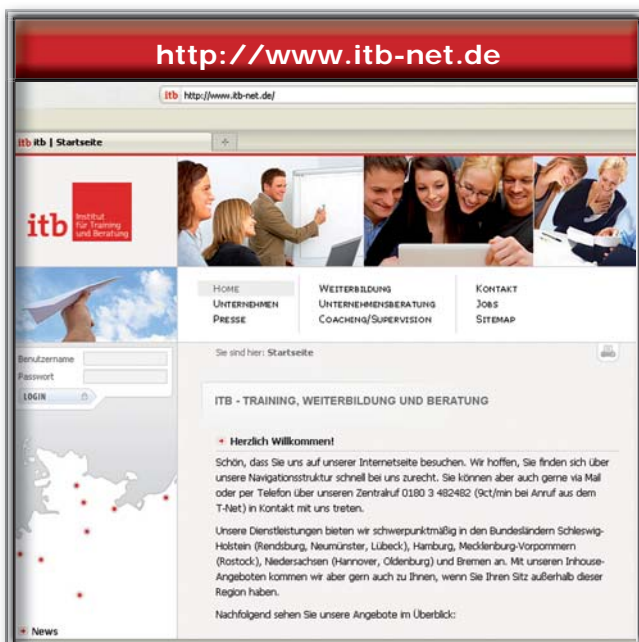 http://www.itb-net.de
itb http://www.itb-net.de/
itb itb | Startseite
itb Institut
für Training
und Beratung
HOME
UNTERNEHMEN
PRESSE
WEITERBILDUNG
UNTERNEHMENSBERATUNG
COACHING/SUPERVISION
KONTAKT
JOBS
SITEMAP
Benutzername
Passwort
LOGIN
Sie sind hier: Startseite
ITB - TRAINING, WEITERBILDUNG UND BERATUNG
Herzlich Willkommen!
Schön, dass Sie uns auf unserer Internetseite besuchen. Wir hoffen, Sie finden sich über
unsere Navigationsstruktur schnell bei uns zurecht. Sie können aber auch gerne via Mail
oder per Telefon über unseren Zentralruf 0180 3 482482 (9ct/min bei Anruf aus dem
T-Net) in Kontakt mit uns treten.
Unsere Dienstleistungen bieten wir schwerpunktmäßig in den Bundesländern Schleswig-
Holstein (Rendsburg, Neumünster, Lübeck), Hamburg, Mecklenburg-Vorpommern
(Rostock), Niedersachsen (Hannover, Oldenburg) und Bremen an. Mit unseren Inhouse-
Angeboten kommen wir aber gern auch zu Ihnen, wenn Sie Ihren Sitz außerhalb dieser
Region haben.
Nachfolgend sehen Sie unsere Angebote im Überblick:
News